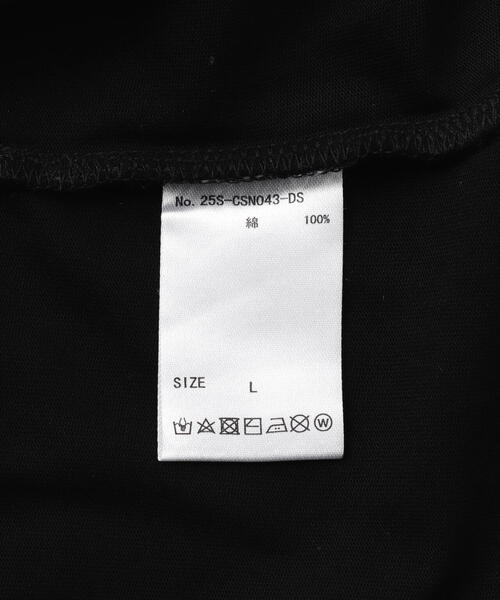 No. 25S-CSN043-DS
綿 100%
SIZE L
W